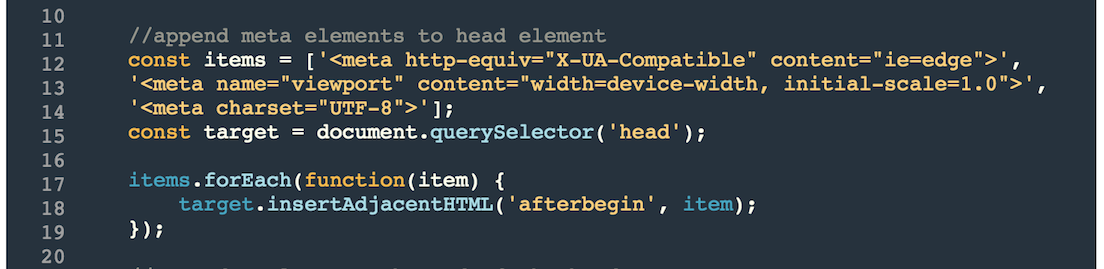 10
11 //append meta elements to head element
12 const items = ['<meta http-equiv="X-UA-Compatible" content="ie=edge">',
13 '<meta name="viewport" content="width=device-width, initial-scale=1.0">',
14 '<meta charset="UTF-8">'];
15 const target = document.querySelector('head');
16
17 items.forEach(function(item) {
18 target.insertAdjacentHTML('afterbegin', item);
19 });
20